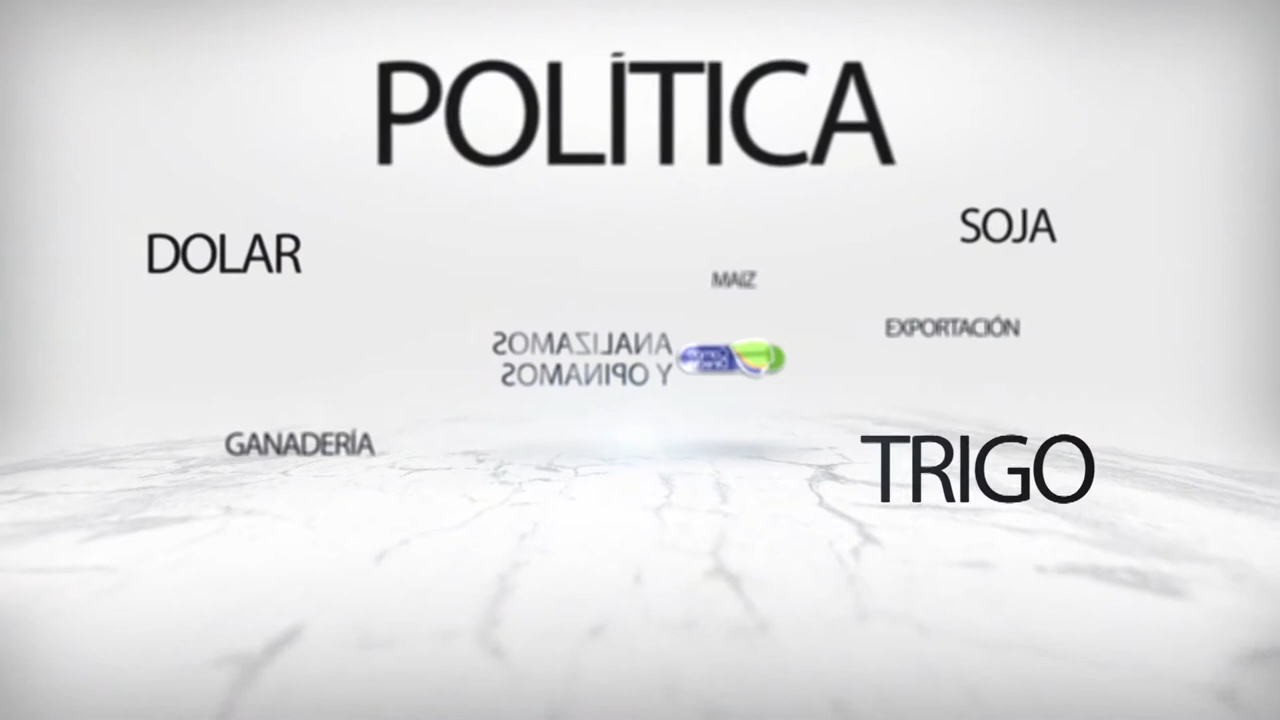 POLÍTICA
SOJA
DOLAR
MAIZ
EXPORTACIÓN
ANALIZAMOS
Y OPINAMOS
GANADERÍA
TRIGO